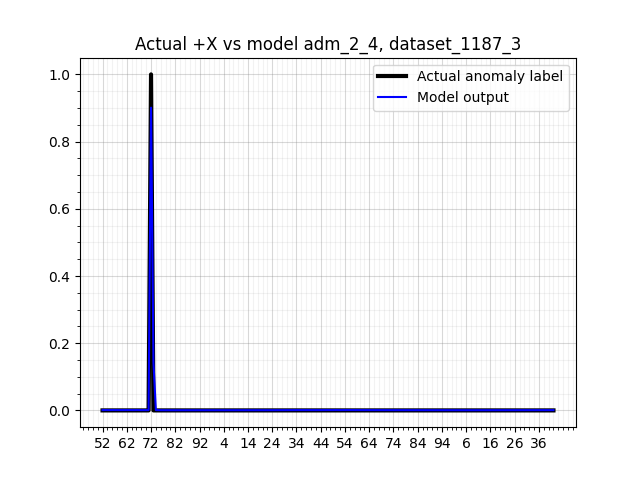 Actual +X vs model adm_2_4, dataset_1187_3
Actual anomaly label
Model output
1.0
0.8
0.6
0.4
0.2
0.0
52 62 72 82 92 4 14 24 34 44 54 64 74 84 94 6 16 26 36